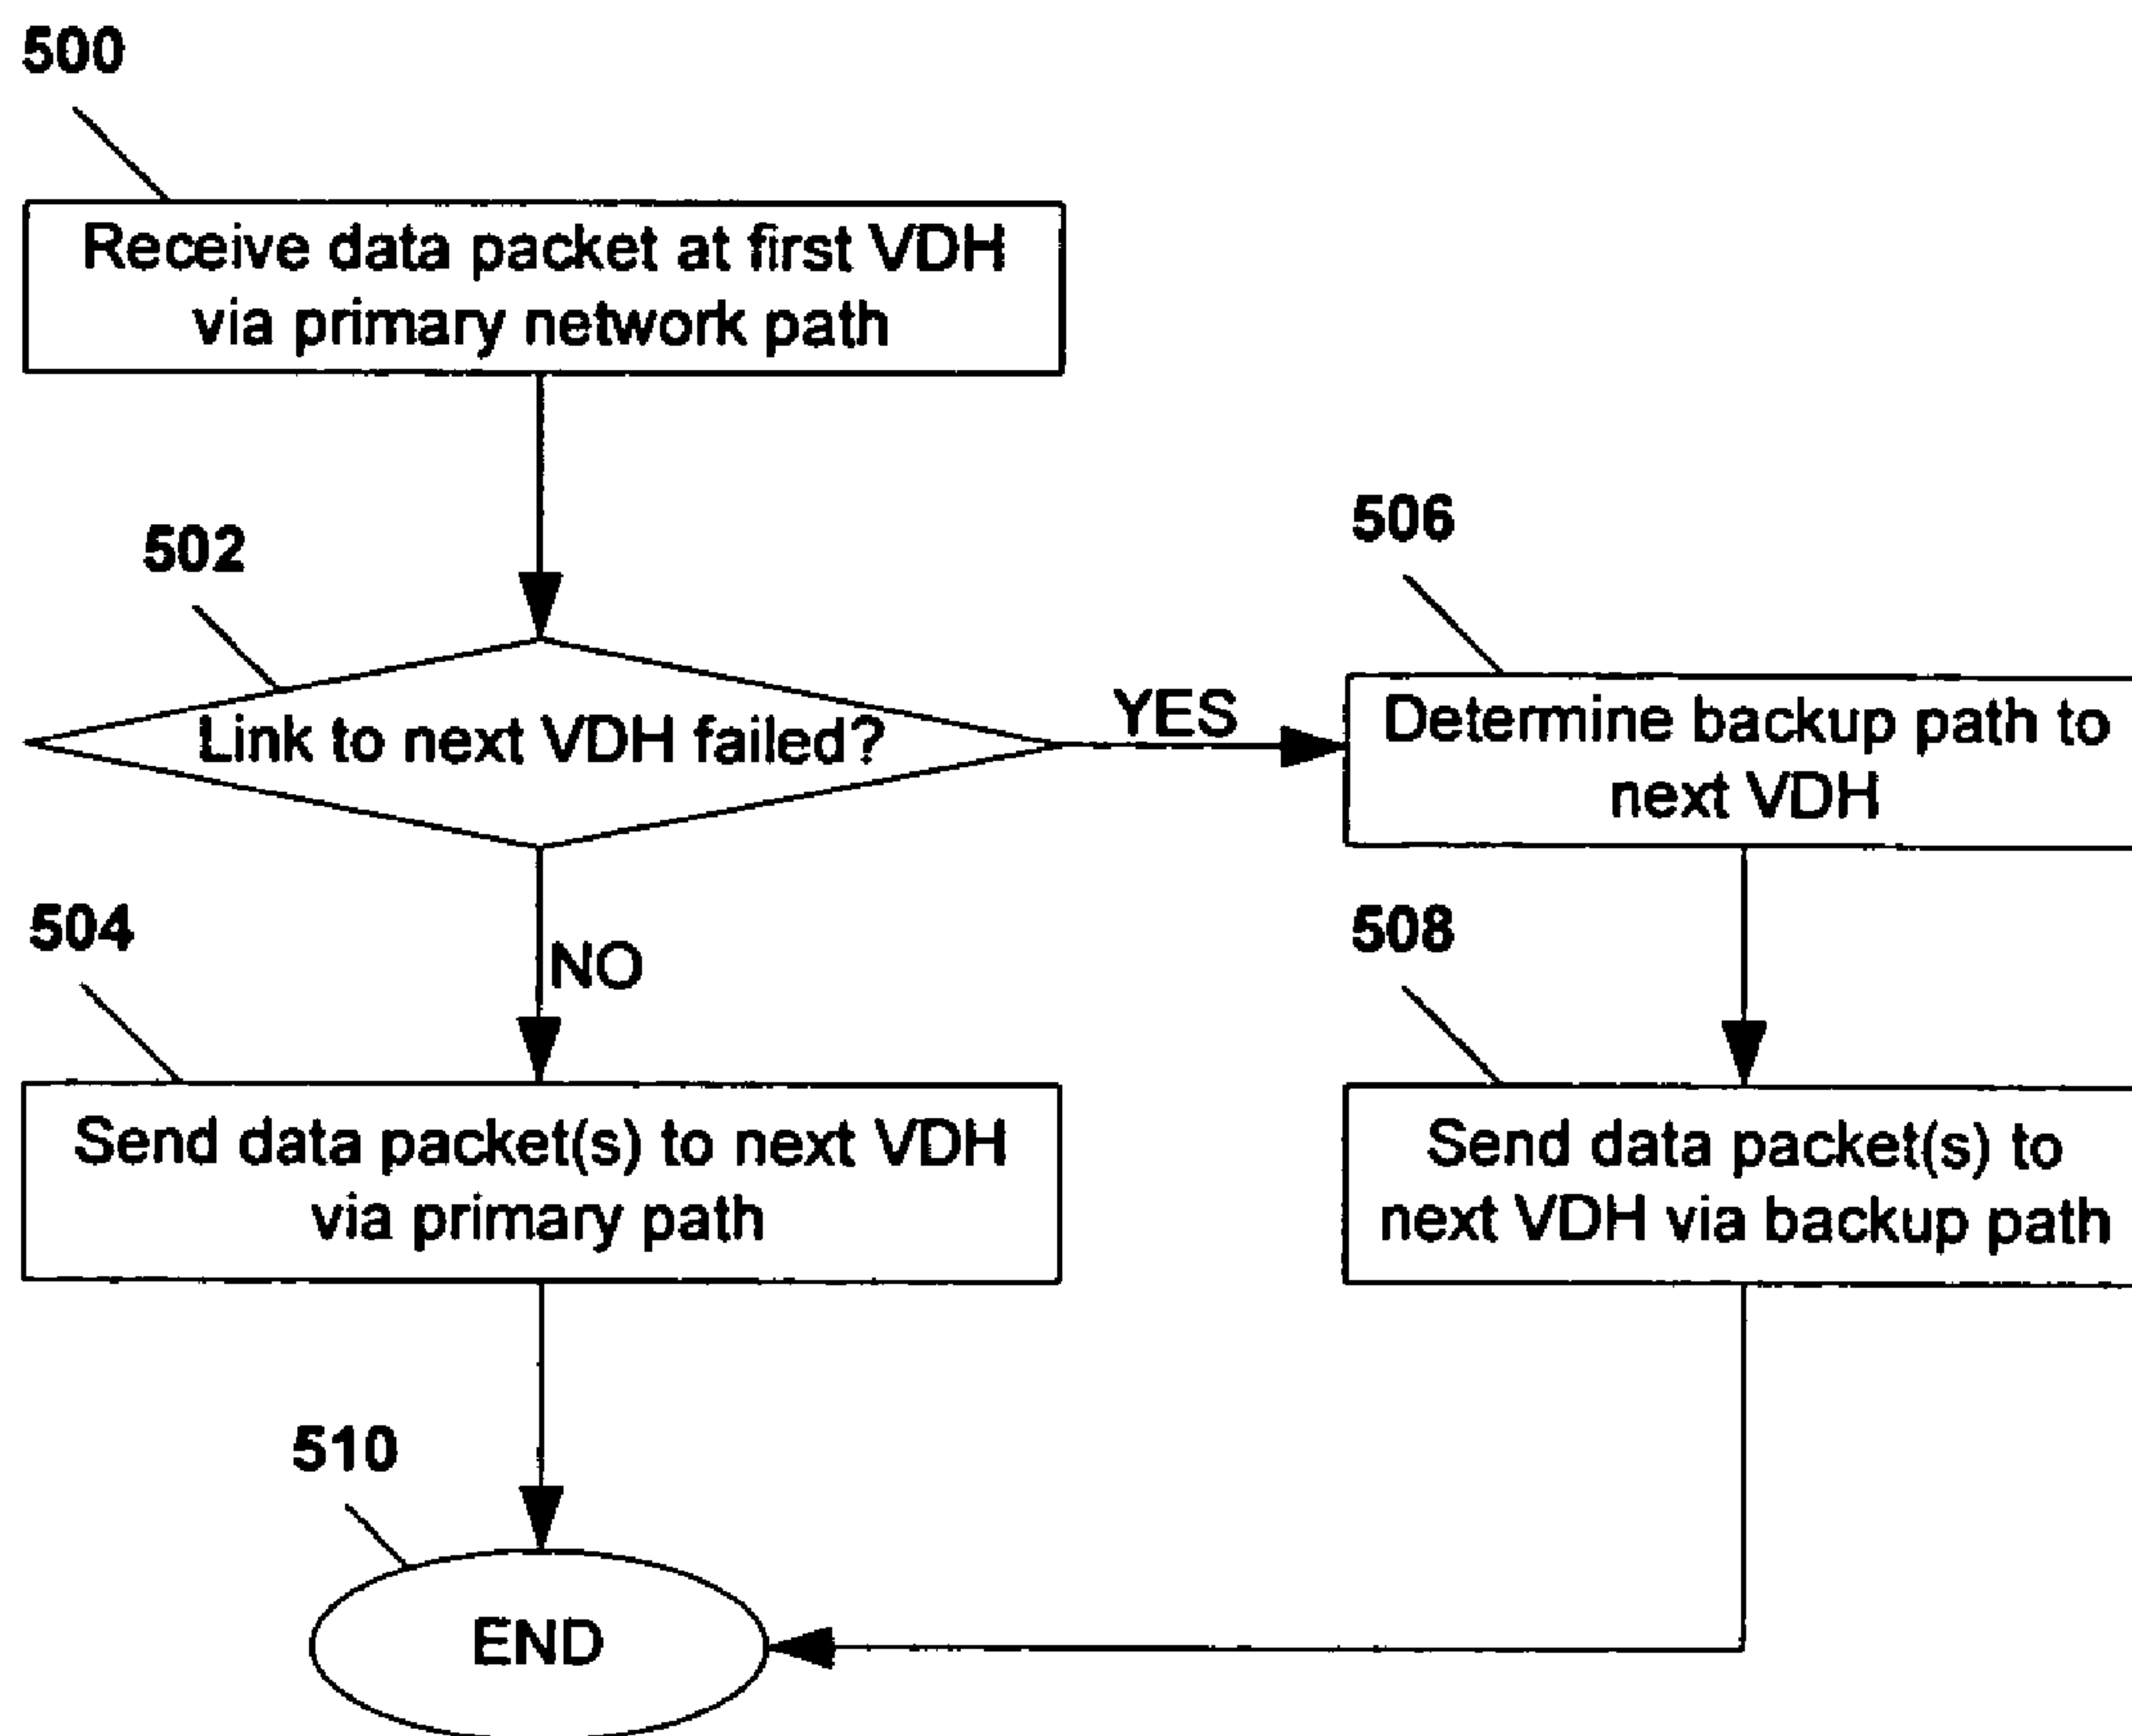 500
Receive data packet at first VDH
via primary network path
502
Link to next VDH failed?
YES
506
Determine backup path to
next VDH
NO
504
Send data packet(s) to next VDH
via primary path
508
Send data packet(s) to
next VDH via backup path
510
END